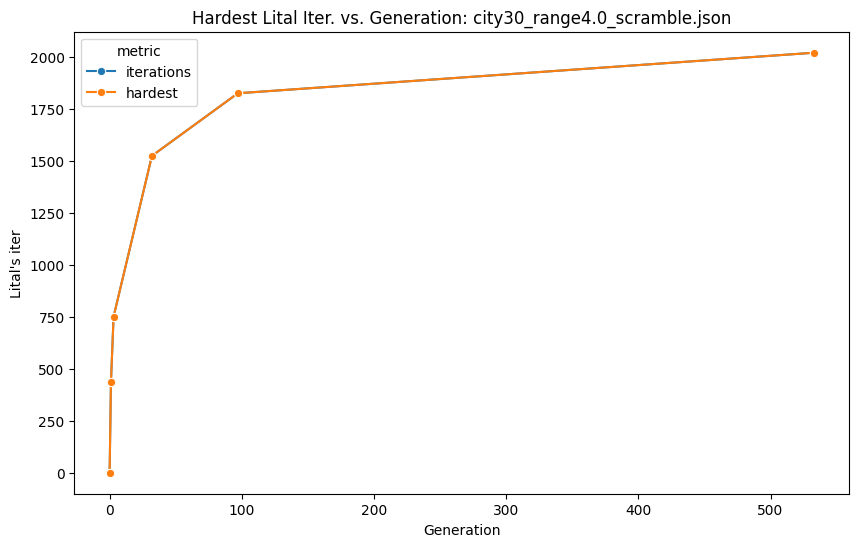 Hardest Lital Iter. vs. Generation: city30_range4.0_scramble.json
metric
iterations
hardest
2000
1750
1500
1250
1000
750
500
250
0
Lital's iter
0 100 200 300 400 500
Generation